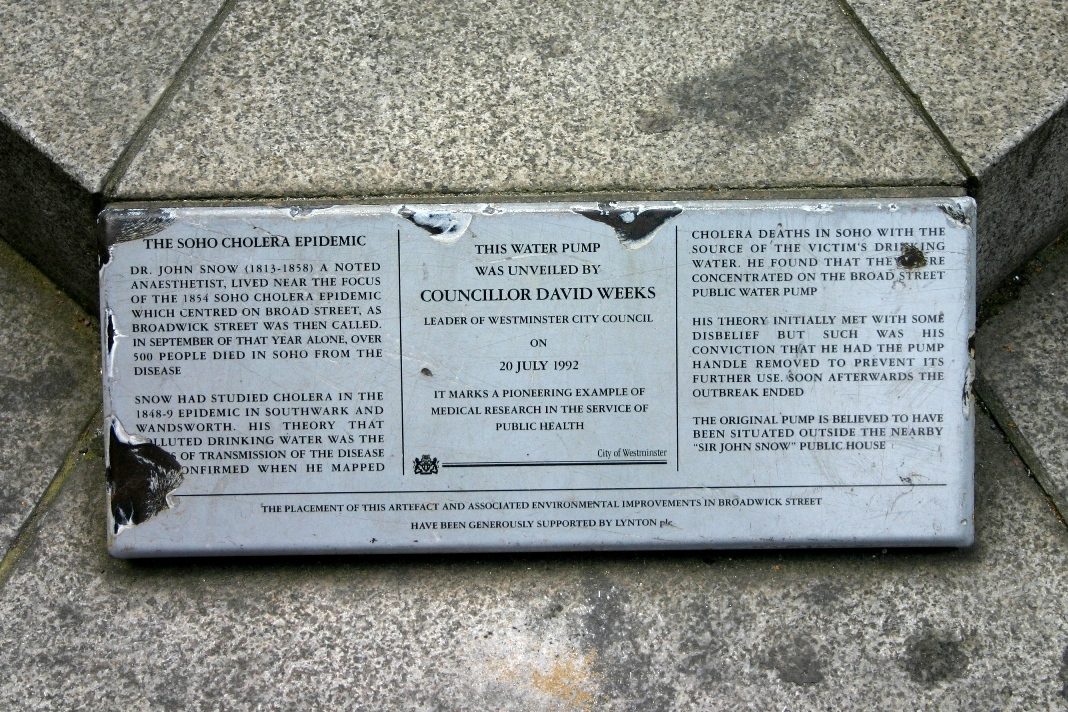 THE SOHO CHOLERA EPIDEMIC
DR. JOHN SNOW (1813-1858) A NOTED
ANAESTHETIST, LIVED NEAR THE FOCUS
OF THE 1854 SOHO CHOLERA EPIDEMIC
WHICH CENTRED ON BROAD STREET, AS
BROADWICK STREET WAS THEN CALLED.
IN SEPTEMBER OF THAT YEAR ALONE, OVER
500 PEOPLE DIED IN SOHO FROM THE
DISEASE
SNOW HAD STUDIED CHOLERA IN THE
1848-9 EPIDEMIC IN SOUTHWARK AND
WANDSWORTH. HIS THEORY THAT
POLLUTED DRINKING WATER WAS THE
OF TRANSMISSION OF THE DISEASE
CONFIRMED WHEN HE MAPPED
THIS WATER PUMP
WAS UNVEILED BY
COUNCILLOR DAVID WEEKS
LEADER OF WESTMINSTER CITY COUNCIL
ON
20 JULY 1992
IT MARKS A PIONEERING EXAMPLE OF
MEDICAL RESEARCH IN THE SERVICE OF
PUBLIC HEALTH
City of Westminster
CHOLERA DEATHS IN SOHO WITH THE
SOURCE OF THE VICTIM'S DRINKING
WATER. HE FOUND THAT THEY WERE
CONCENTRATED ON THE BROAD STREET
PUBLIC WATER PUMP
HIS THEORY INITIALLY MET WITH SOME
DISBELIEF BUT SUCH WAS HIS
CONVICTION THAT HE HAD THE PUMP
HANDLE REMOVED TO PREVENT ITS
FURTHER USE. SOON AFTERWARDS THE
OUTBREAK ENDED
THE ORIGINAL PUMP IS BELIEVED TO HAVE
BEEN SITUATED OUTSIDE THE NEARBY
"SIR JOHN SNOW" PUBLIC HOUSE
THE PLACEMENT OF THIS ARTEFACT AND ASSOCIATED ENVIRONMENTAL IMPROVEMENTS IN BROADWICK STREET
HAVE BEEN GENEROUSLY SUPPORTED BY LYNTON plc